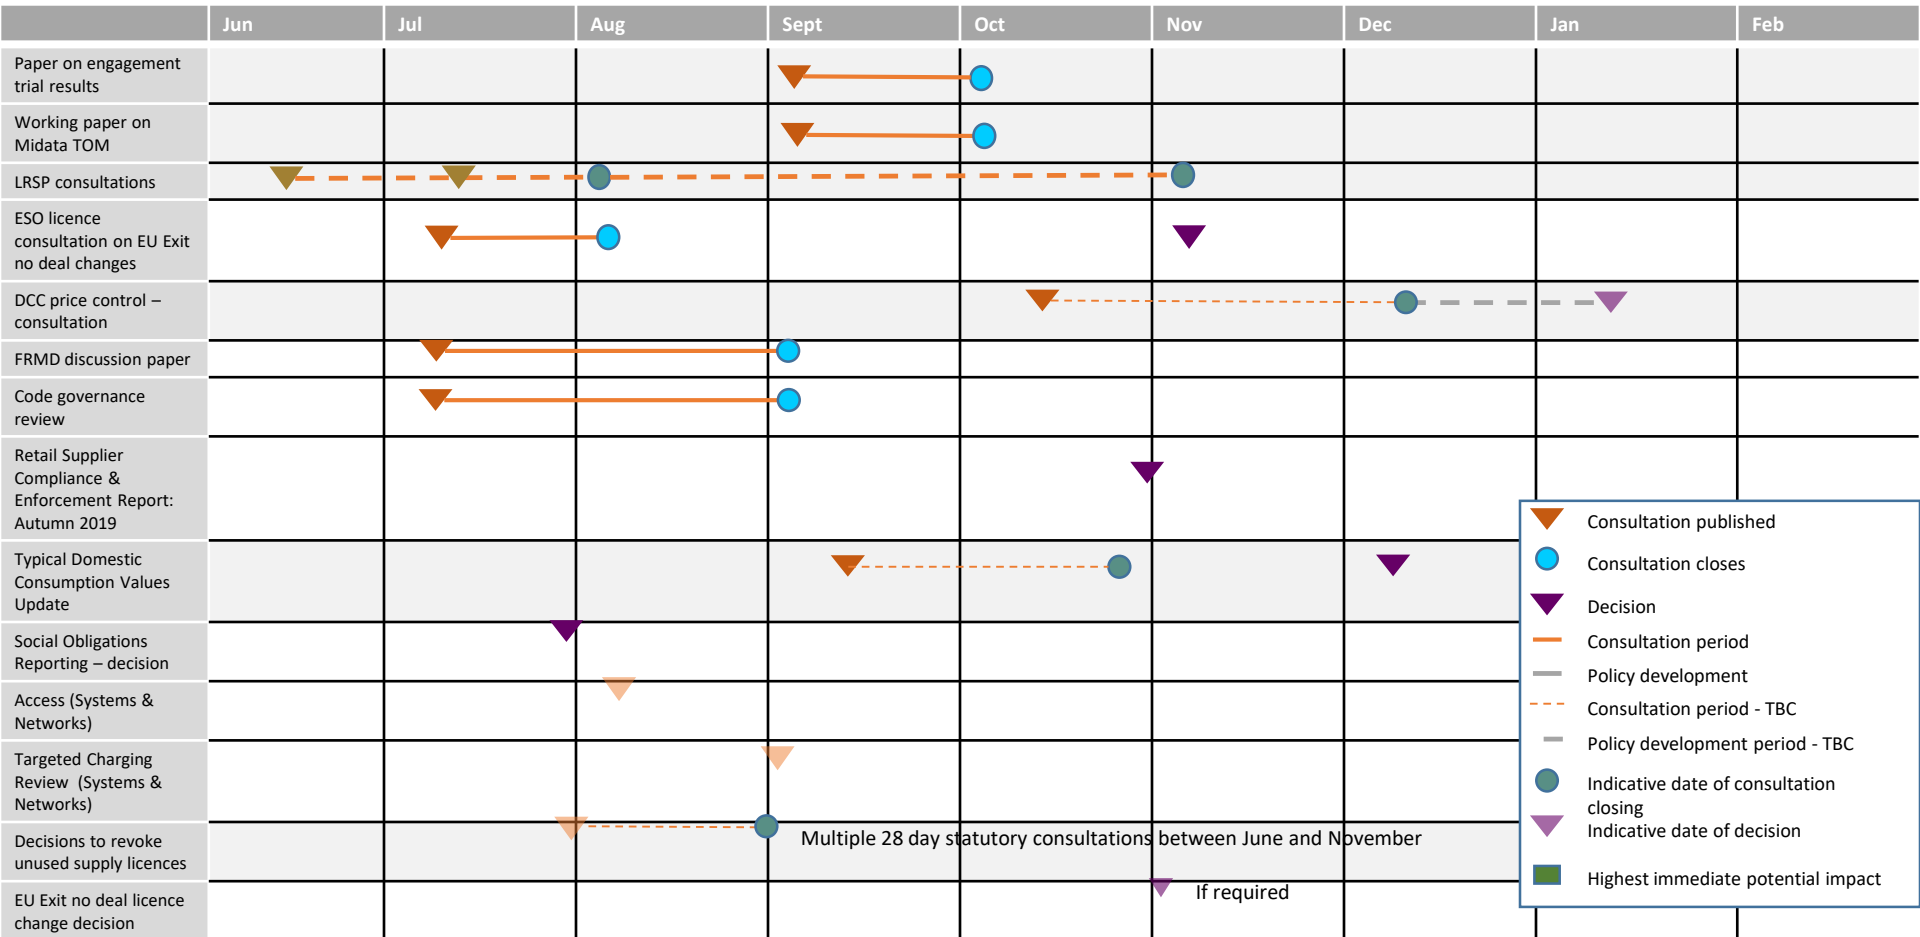 Jun Jul Aug Sept Oct Nov Dec Jan Feb
Paper on engagement
trial results
Working paper on
Midata TOM
LRSP consultations
ESO licence
consultation on EU Exit
no deal changes
DCC price control –
consultation
FRMD discussion paper
Code governance
review
Retail Supplier
Compliance &
Enforcement Report:
Autumn 2019
Typical Domestic
Consumption Values
Update
Social Obligations
Reporting – decision
Access (Systems &
Networks)
Targeted Charging
Review (Systems &
Networks)
Decisions to revoke
unused supply licences
Multiple 28 day statutory consultations between June and November
EU Exit no deal licence
change decision
If required
Consultation published
Consultation closes
Decision
Consultation period
Policy development
Consultation period - TBC
Policy development period - TBC
Indicative date of consultation
closing
Indicative date of decision
Highest immediate potential impact